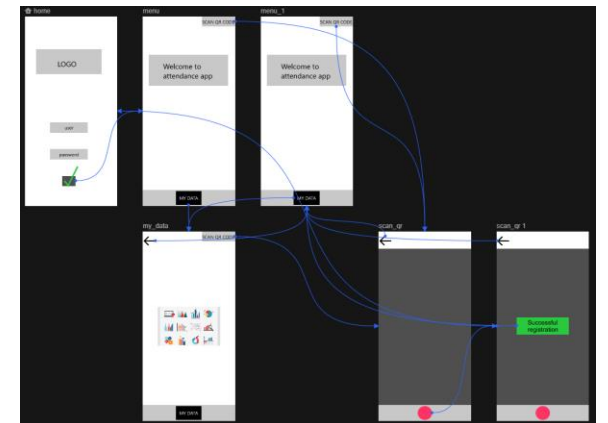 home
menu
menu_1
SCAN QR CODE
SCAN QR CODE
LOGO
Welcome to
attendance app
Welcome to
attendance app
user
password
MY DATA
MY DATA
my_data
scan_qr
scan_qr 1
SCAN QR CODE
Successful
registration
MY DATA